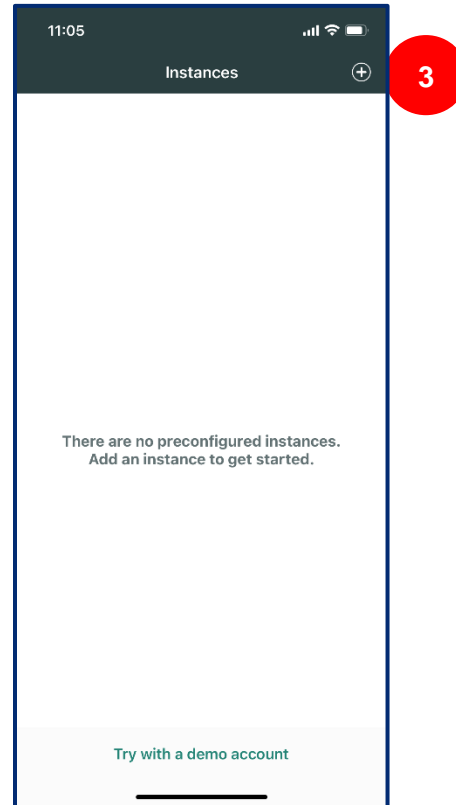 11:05
Instances
3
There are no preconfigured instances.
Add an instance to get started.
Try with a demo account